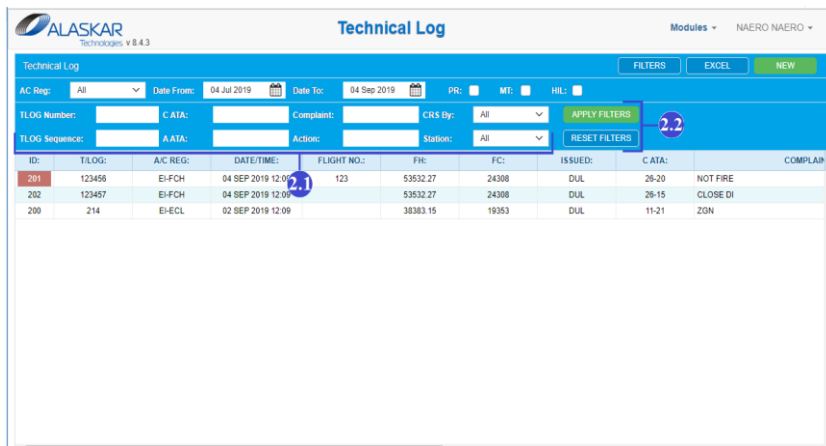 ALASKAR
Technologies v 8.4.3
Technical Log
Modules
NAERO NAERO
Technical Log
FILTERS EXCEL NEW
AC Reg: All Date From: 04 Jul 2019 Date To: 04 Sep 2019 PR: MT: HIL:
TLOG Number: C ATA: Complaint: CRS By: All APPLY FILTERS
2.2
TLOG Sequence: A ATA: Action: Station: All RESET FILTERS
ID: T/LOG: A/C REG: DATE/TIME: FLIGHT NO.: FH: FC: ISSUED: C ATA: COMPLAIN
201 123456 EI-FCH 04 SEP 2019 12:09 123 53532.27 24308 DUL 26-20 NOT FIRE
2.1
202 123457 EI-FCH 04 SEP 2019 12:09 53532.27 24308 DUL 26-15 CLOSE DI
200 214 EI-ECL 02 SEP 2019 12:09 38383.15 19353 DUL 11-21 ZGN